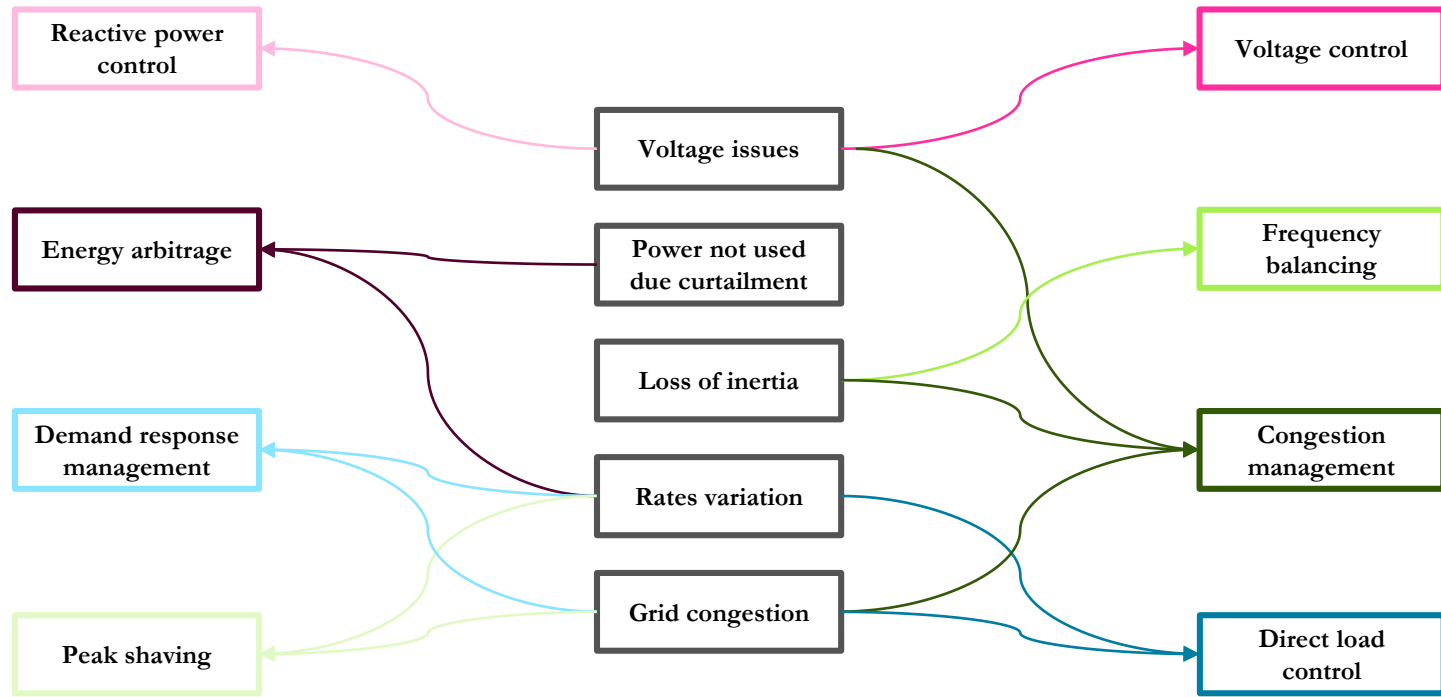 Reactive power
control
Energy arbitrage
Demand response
management
Peak shaving
Voltage issues
Power not used
due curtailment
Loss of inertia
Rates variation
Grid congestion
Voltage control
Frequency
balancing
Congestion
management
Direct load
control